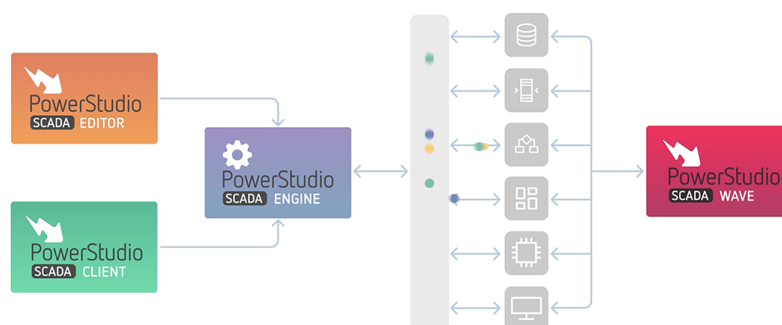 PowerStudio
SCADA EDITOR
PowerStudio
SCADA ENGINE
PowerStudio
SCADA CLIENT
PowerStudio
SCADA WAVE